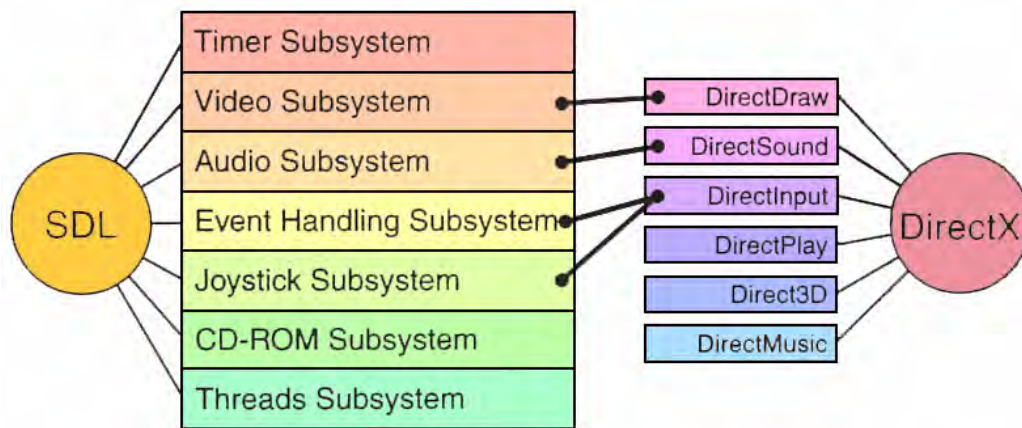 SDL
Timer Subsystem
Video Subsystem
Audio Subsystem
Event Handling Subsystem
Joystick Subsystem
CD-ROM Subsystem
Threads Subsystem
DirectDraw
DirectSound
DirectInput
DirectPlay
Direct3D
DirectMusic
DirectX